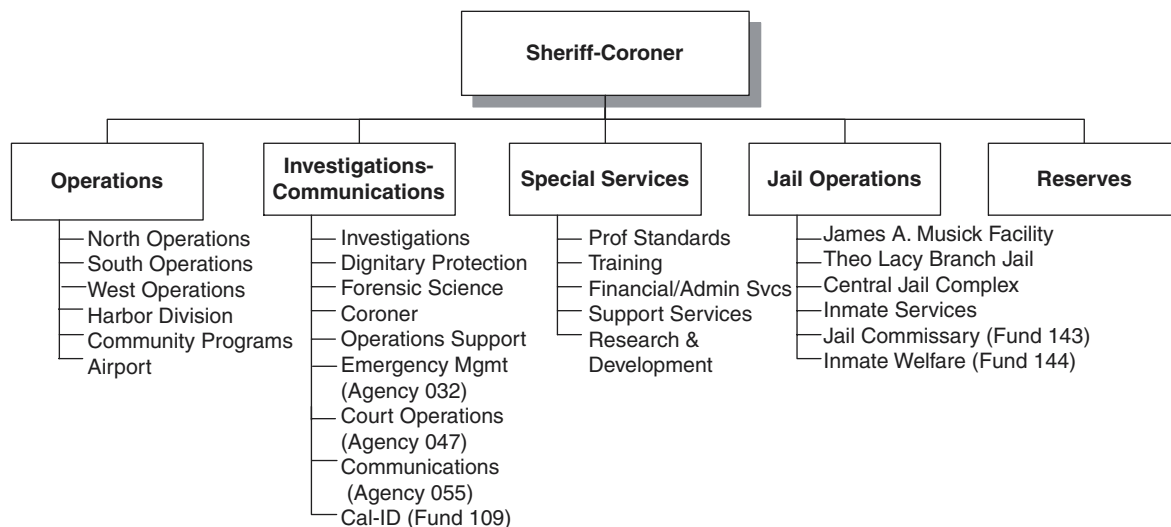 Sheriff-Coroner
Operations
North Operations
South Operations
West Operations
Harbor Division
Community Programs
Airport
Investigations-
Communications
Investigations
Dignitary Protection
Forensic Science
Coroner
Operations Support
Emergency Mgmt
(Agency 032)
Court Operations
(Agency 047)
Communications
(Agency 055)
Cal-ID (Fund 109)
Special Services
Prof Standards
Training
Financial/Admin Svcs
Support Services
Research &
Development
Jail Operations
James A. Musick Facility
Theo Lacy Branch Jail
Central Jail Complex
Inmate Services
Jail Commissary (Fund 143)
Inmate Welfare (Fund 144)
Reserves